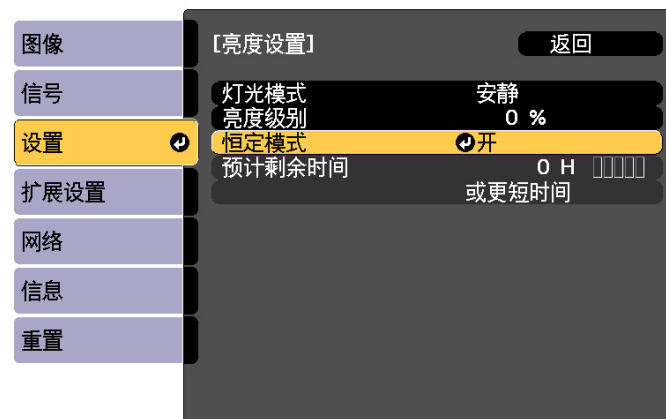 图像
信号
设置
扩展设置
网络
信息
重置
[亮度设置] 返回
灯光模式 安静
亮度级别 0 %
恒定模式 开
预计剩余时间 0 H
或更短时间